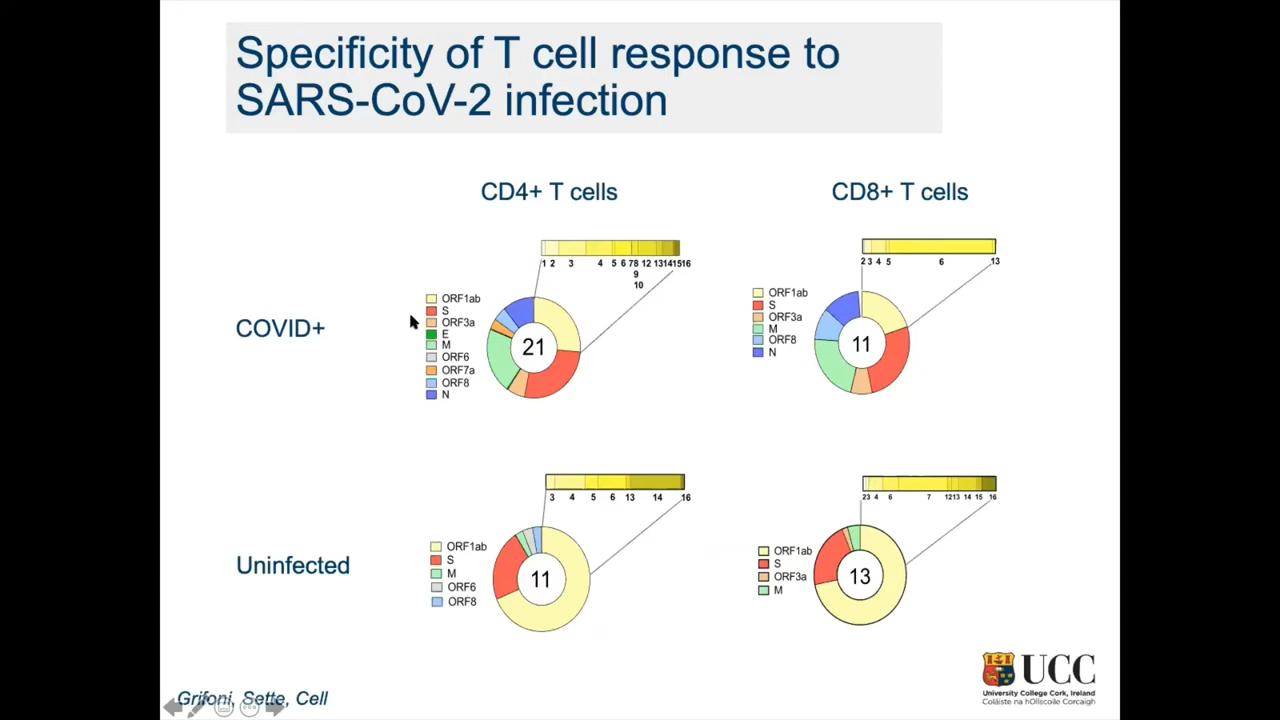 Specificity of T cell response to
SARS-CoV-2 infection
CD4+ T cells
CD8+ T cells
COVID+
1 2 3 4 5 6 7 8 12 13 14 15 16
9
10
ORF1ab
S
ORF3a
E
M
ORF6
ORF7a
ORF8
N
21
2 3 4 5 6 13
ORF1ab
S
ORF3a
M
ORF8
N
11
Uninfected
3 4 5 6 13 14 16
ORF1ab
S
M
ORF6
ORF8
11
2 3 4 6 7 12 13 14 15 16
ORF1ab
S
ORF3a
M
13
Grifoni, Sette, Cell
UCC
University College Cork, Ireland
Coláiste na hOllscoile Corcaigh